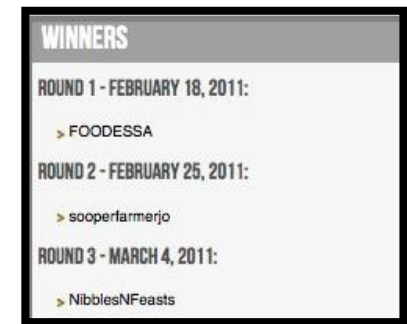 WINNERS
ROUND 1 - FEBRUARY 18, 2011:
> FOODESSA
ROUND 2 - FEBRUARY 25, 2011:
> sooperfarmerjo
ROUND 3 - MARCH 4, 2011:
> NibblesNFeasts